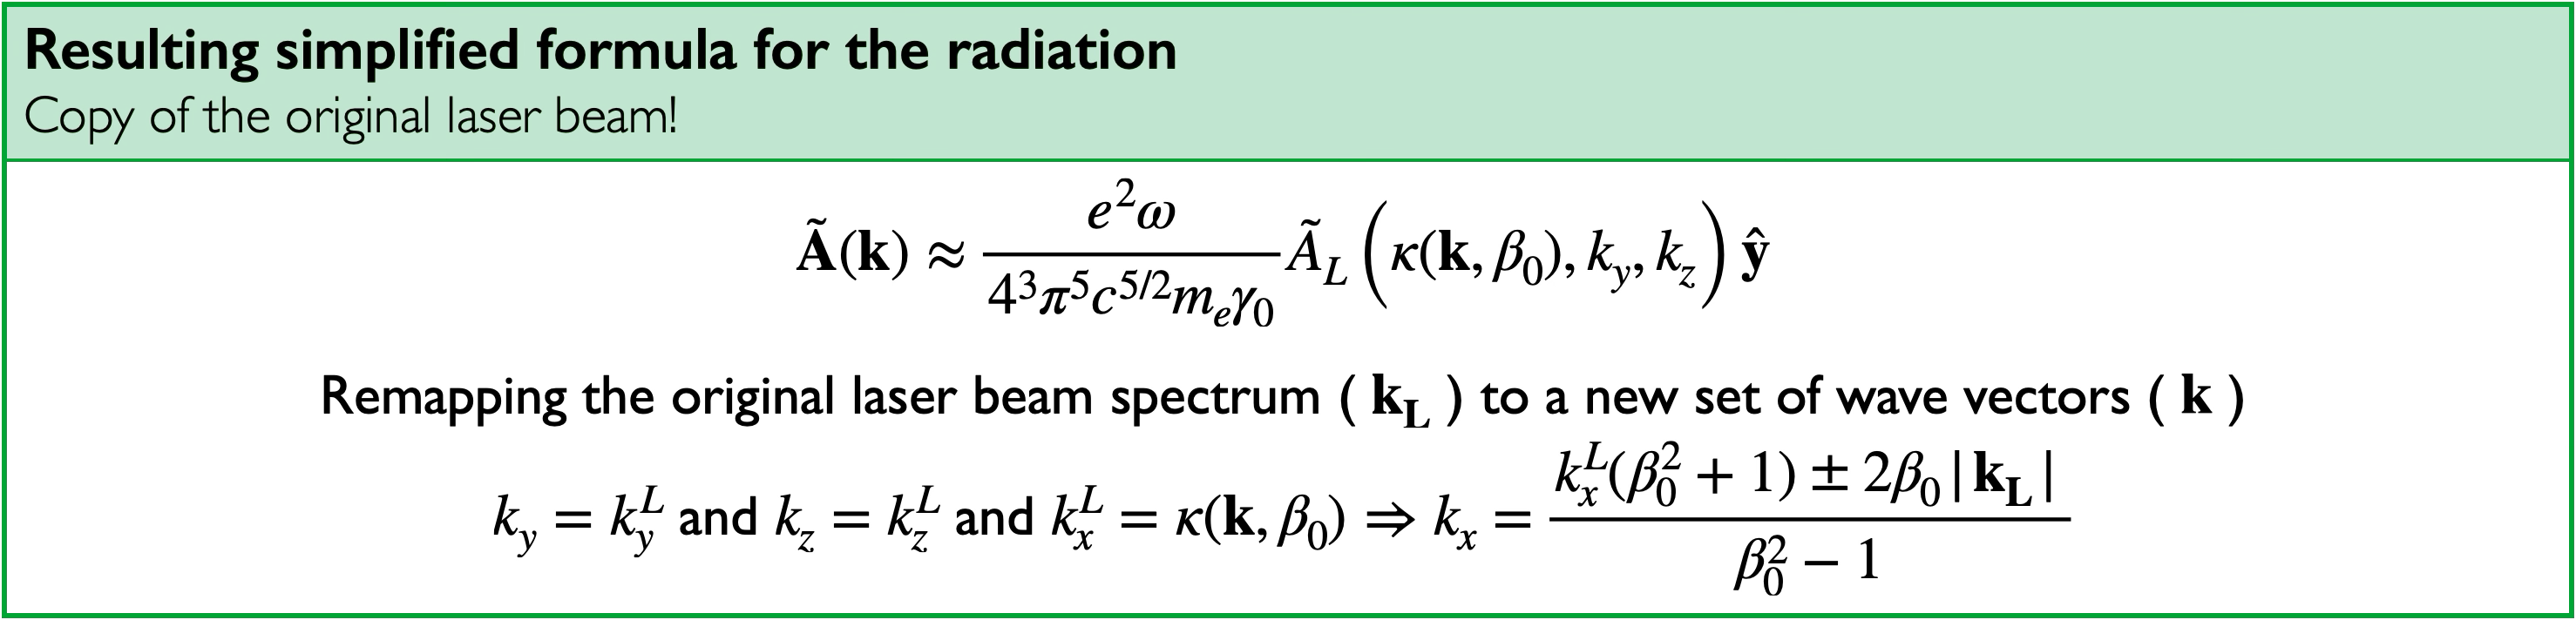 Resulting simplified formula for the radiation
Copy of the original laser beam!
Ã(k) ≈ e²ω / 4³π⁵c^{5/2}mₑγ₀ Ã_L (κ(k, β₀), k_y, k_z) ŷ
Remapping the original laser beam spectrum ( k_L ) to a new set of wave vectors ( k )
k_y = k_y^L and k_z = k_z^L and k_x^L = κ(k, β₀) ⇒ k_x = k_x^L(β₀² + 1) ± 2β₀ | k_L | / β₀² − 1